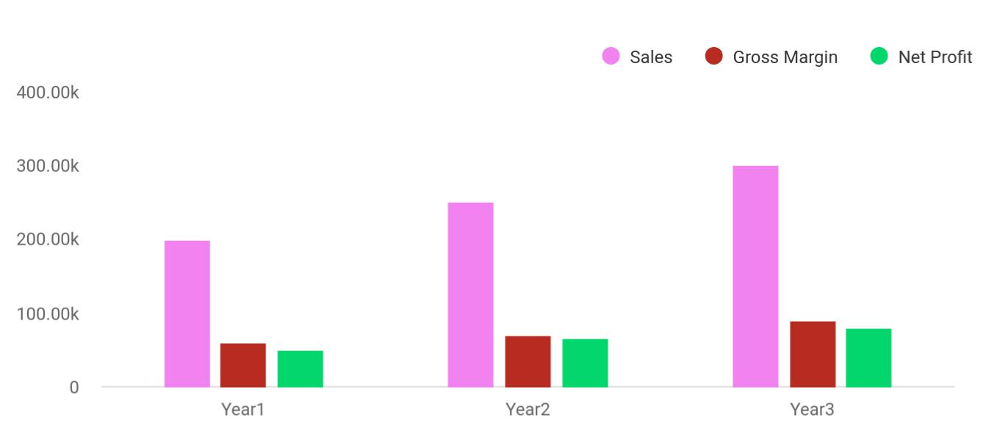 Sales Gross Margin Net Profit
400.00k
300.00k
200.00k
100.00k
0
Year1 Year2 Year3